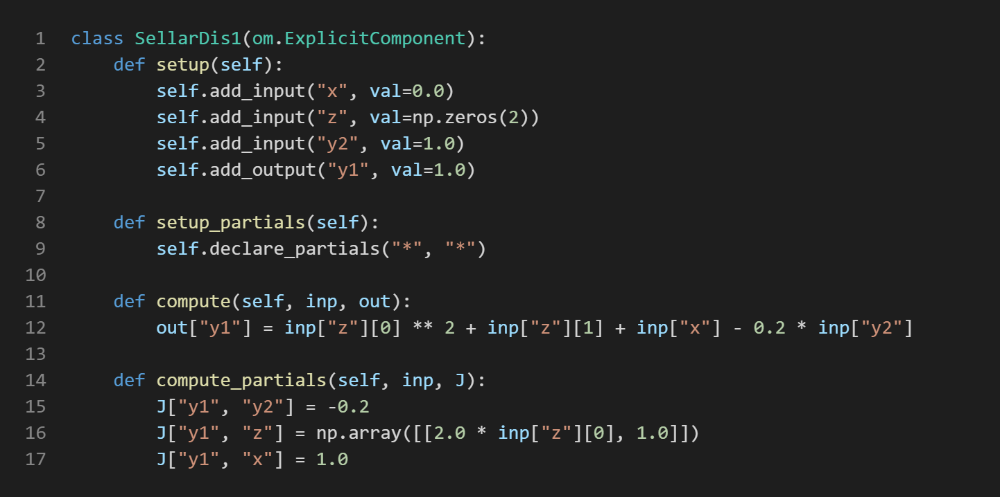 1 class SellarDis1(om.ExplicitComponent):
2     def setup(self):
3         self.add_input("x", val=0.0)
4         self.add_input("z", val=np.zeros(2))
5         self.add_input("y2", val=1.0)
6         self.add_output("y1", val=1.0)
7
8     def setup_partials(self):
9         self.declare_partials("*", "*")
10
11     def compute(self, inp, out):
12         out["y1"] = inp["z"][0] ** 2 + inp["z"][1] + inp["x"] - 0.2 * inp["y2"]
13
14     def compute_partials(self, inp, J):
15         J["y1", "y2"] = -0.2
16         J["y1", "z"] = np.array([[2.0 * inp["z"][0], 1.0]])
17         J["y1", "x"] = 1.0